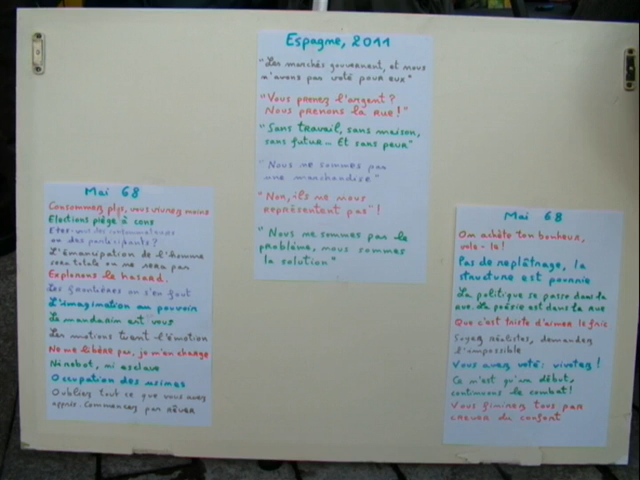 Espagne, 2011
"Les marchés gouvernent, et nous
n'avons pas voté pour eux"
"Vous prenez l'argent?
Nous prenons la rue!"
"Sans travail, sans maison,
sans futur... Et sans peur"
"Nous ne sommes pas
une marchandise"
"Non, ils ne nous
représentent pas"!
"Nous ne sommes pas le
problème, nous sommes
la solution"
Mai 68
Consommez plus, vous vivrez moins
Elections piège à cons
Etes-vous des consommateurs
ou des participants?
L'émancipation de l'homme
sera totale ou ne sera pas
Explorons le hasard.
Les frontières on s'en fout
L'imagination au pouvoir
Le mandarin est vous
Les motions tuent l'émotion
Ne me libère pas, je m'en charge
Ni robot, ni esclave
Occupation des usines
Oubliez tout ce que vous avez
appris. Commencez par RÊVER
Mai 68
On achète ton bonheur,
vole-le!
Pas de replâtrage, la
structure est pourrie
La politique se passe dans la
rue. La poésie est dans la rue
Que c'est triste d'aimer le fric
Soyez réalistes, demandez
l'impossible
Vous avez voté: vivotez!
Ce n'est qu'un début,
continuons le combat!
Vous finirez tous par
crever du confort